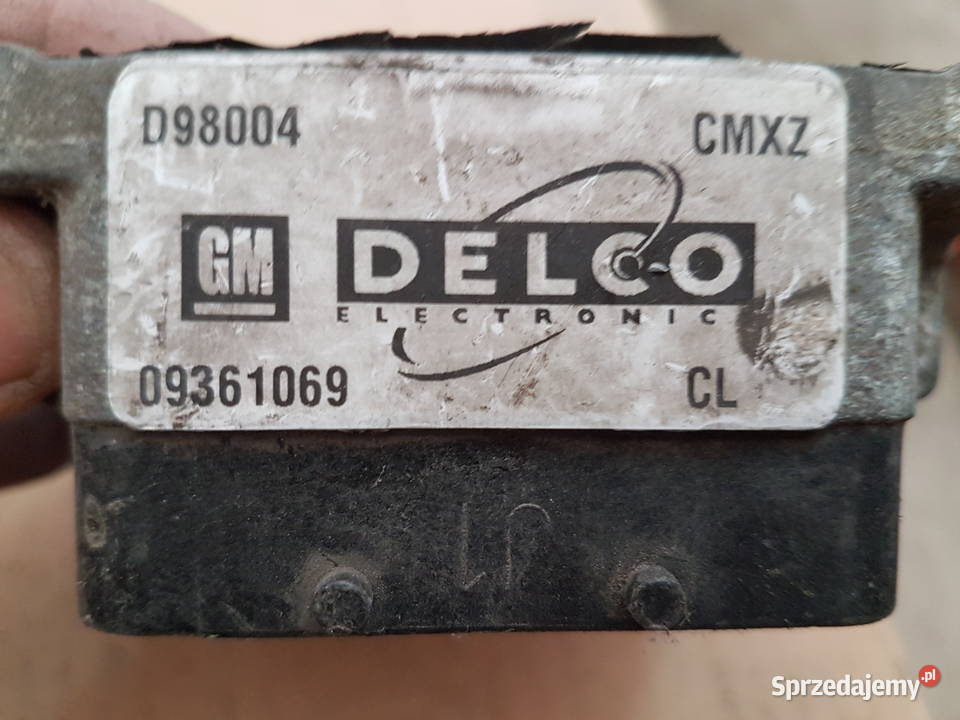 D98004 CMXZ
GM DELCO
ELECTRONIC
09361069 CL
Sprzedajemy.pl